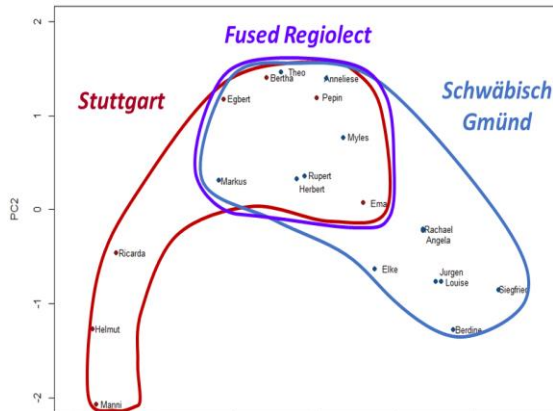 Fused Regiolect
Stuttgart
Schwäbisch
Gmünd
PC2
2
1
0
-1
-2
Theo
Bertha
Anneliese
Egbert
Pepin
Myles
Markus
Rupert
Herbert
Ema
Rachael
Angela
Ricarda
Elke
Jurgen
Louise
Siegfried
Helmut
Berdine
Manni